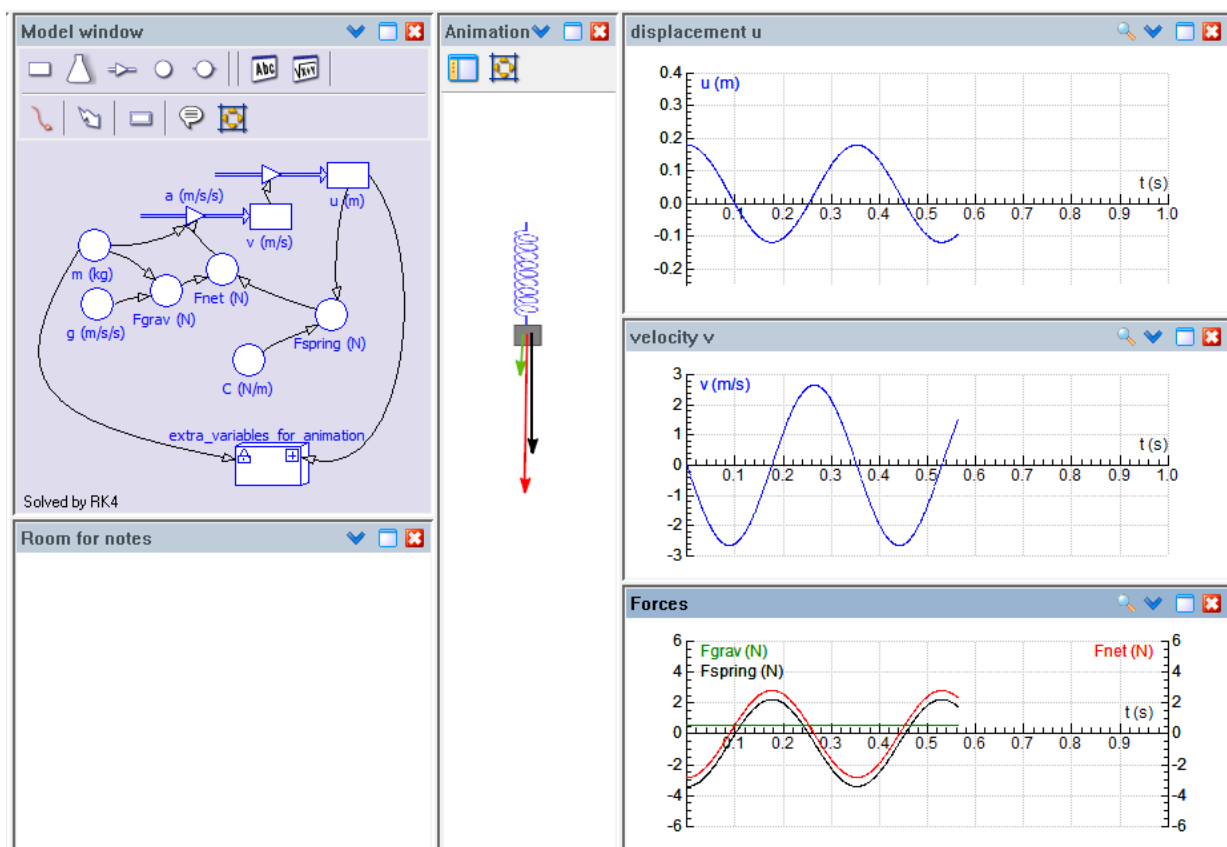 Model window
Abc
√x+y
a (m/s/s)
u (m)
v (m/s)
m (kg)
Fnet (N)
Fgrav (N)
g (m/s/s)
Fspring (N)
C (N/m)
extra_variables_for_animation
Solved by RK4
Room for notes
Animation
displacement u
u (m)
0.4
0.3
0.2
0.1
0.0
-0.1
-0.2
t (s)
0.1 0.2 0.3 0.4 0.5 0.6 0.7 0.8 0.9 1.0
velocity v
v (m/s)
3
2
1
0
-1
-2
-3
t (s)
0.1 0.2 0.3 0.4 0.5 0.6 0.7 0.8 0.9 1.0
Forces
Fgrav (N) Fnet (N)
Fspring (N)
6 6
4 4
2 2
0 0
-2 -2
-4 -4
-6 -6
t (s)
0.1 0.2 0.3 0.4 0.5 0.6 0.7 0.8 0.9